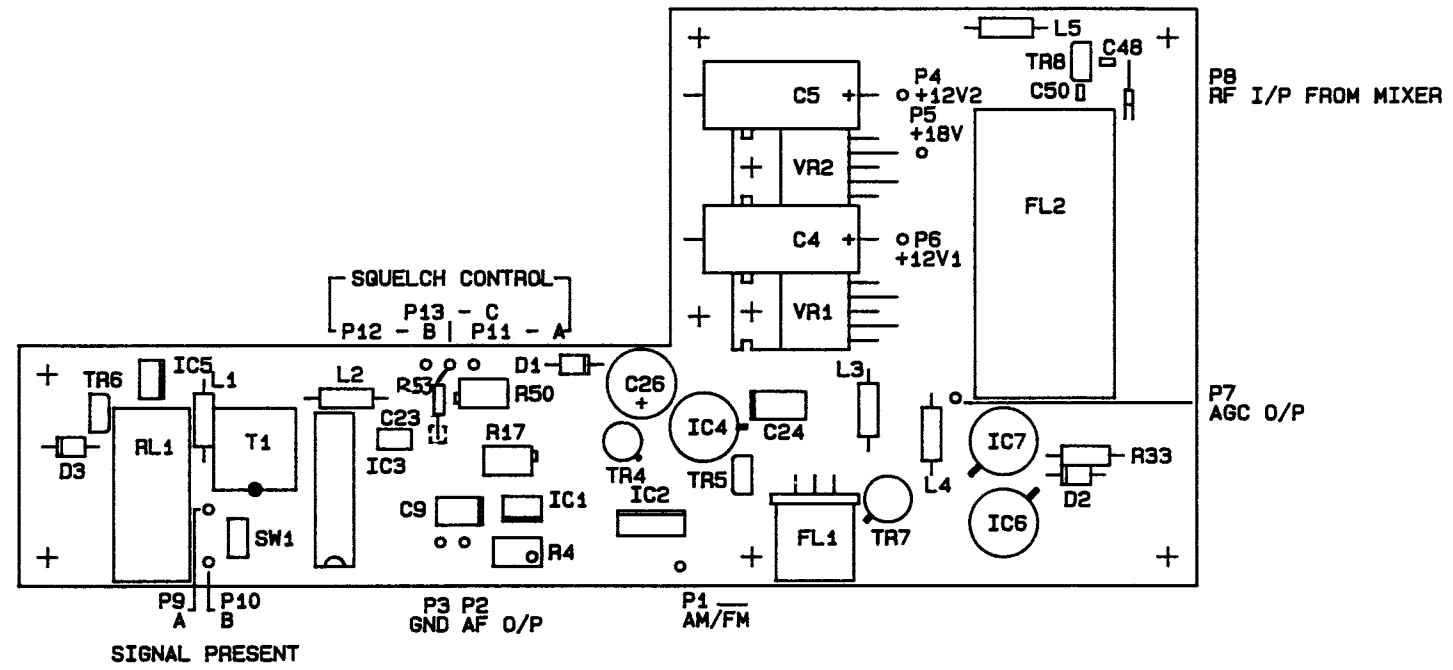 L5
C48
TR8
P8
RF I/P FROM MIXER
C50
C5
+
P4
+12V2
P5
+18V
VR2
FL2
C4
+
P6
+12V1
VR1
SQUELCH CONTROL
P13 - C
P12 - B
P11 - A
P7
AGC O/P
IC5
TR6
L1
L2
R53
R50
D1
C26
+
L3
RL1
T1
D3
C23
IC3
R17
TR4
IC4
C24
TR5
L4
IC7
R33
D2
C9
IC1
IC2
SW1
R4
FL1
TR7
IC6
P9
A
P10
B
P3 P2
GND AF O/P
P1
AM/FM
SIGNAL PRESENT